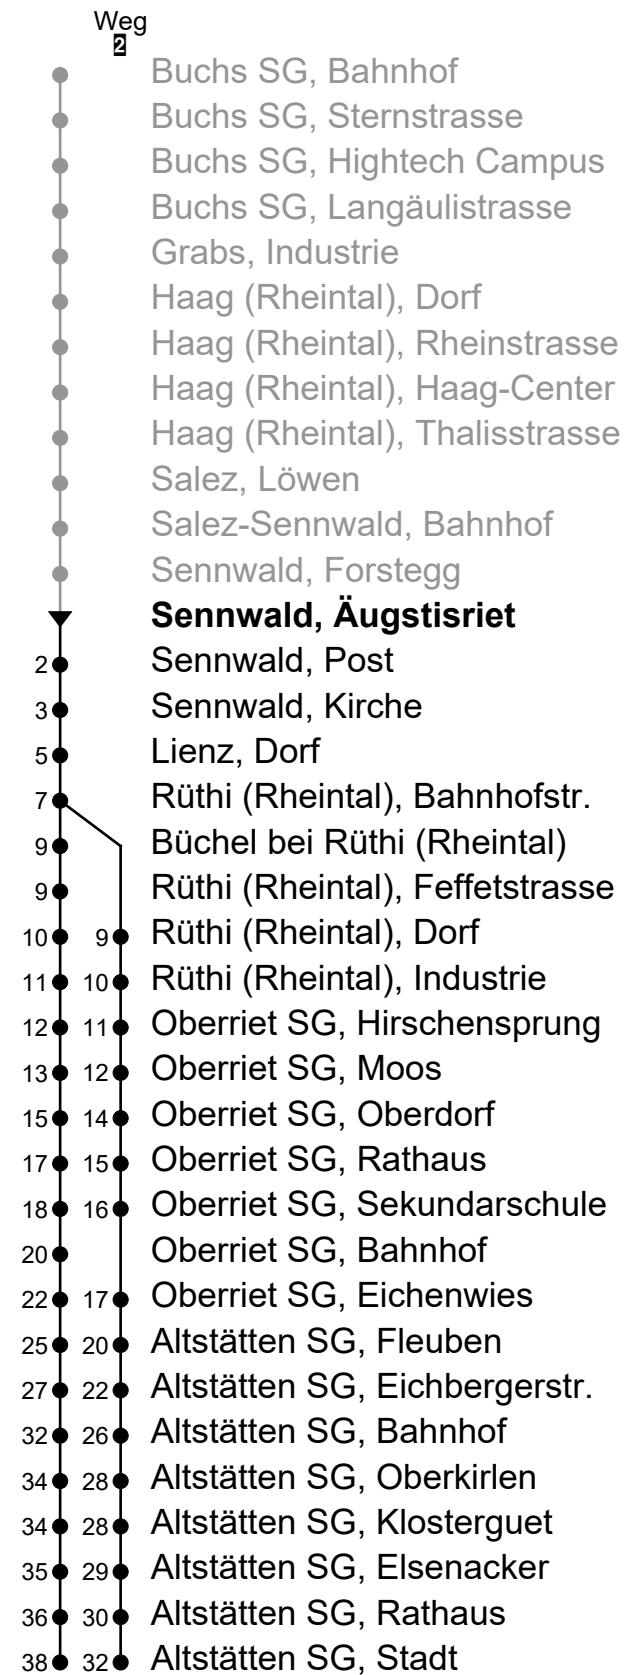 Weg
2
Buchs SG, Bahnhof
Buchs SG, Sternstrasse
Buchs SG, Hightech Campus
Buchs SG, Langäulistrasse
Grabs, Industrie
Haag (Rheintal), Dorf
Haag (Rheintal), Rheinstrasse
Haag (Rheintal), Haag-Center
Haag (Rheintal), Thalisstrasse
Salez, Löwen
Salez-Sennwald, Bahnhof
Sennwald, Forstegg
Sennwald, Äugstisriet
2 Sennwald, Post
3 Sennwald, Kirche
5 Lienz, Dorf
7 Rüthi (Rheintal), Bahnhofstr.
9 Büchel bei Rüthi (Rheintal)
9 Rüthi (Rheintal), Feffetstrasse
10 9 Rüthi (Rheintal), Dorf
11 10 Rüthi (Rheintal), Industrie
12 11 Oberriet SG, Hirschensprung
13 12 Oberriet SG, Moos
15 14 Oberriet SG, Oberdorf
17 15 Oberriet SG, Rathaus
18 16 Oberriet SG, Sekundarschule
20 Oberriet SG, Bahnhof
22 17 Oberriet SG, Eichenwies
25 20 Altstätten SG, Fleuben
27 22 Altstätten SG, Eichbergerstr.
32 26 Altstätten SG, Bahnhof
34 28 Altstätten SG, Oberkirlen
34 28 Altstätten SG, Klosterguet
35 29 Altstätten SG, Elsenacker
36 30 Altstätten SG, Rathaus
38 32 Altstätten SG, Stadt